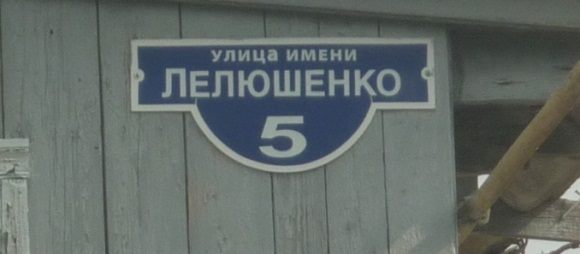 улица имени
Лелюшенко
5